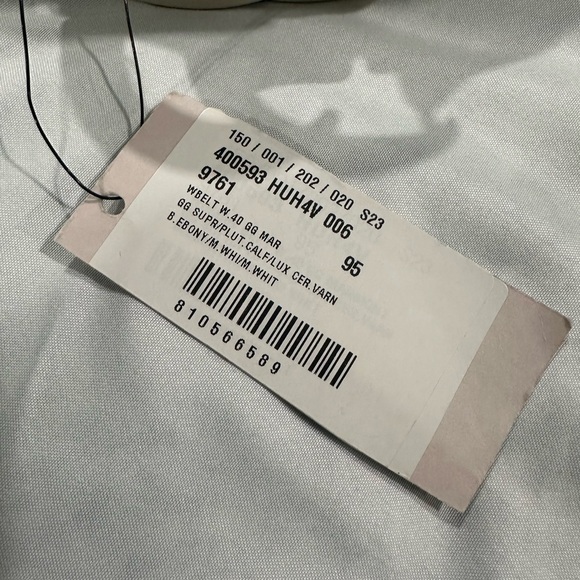 150 / 001 / 202 / 020 S23
400593 HUH4V 006
9761 95
WBELT W.40 GG MAR
GG SUPR/PLUT.CALF/LUX CER.VARN
B.EBONY/M.WHI/M.WHIT
810566589